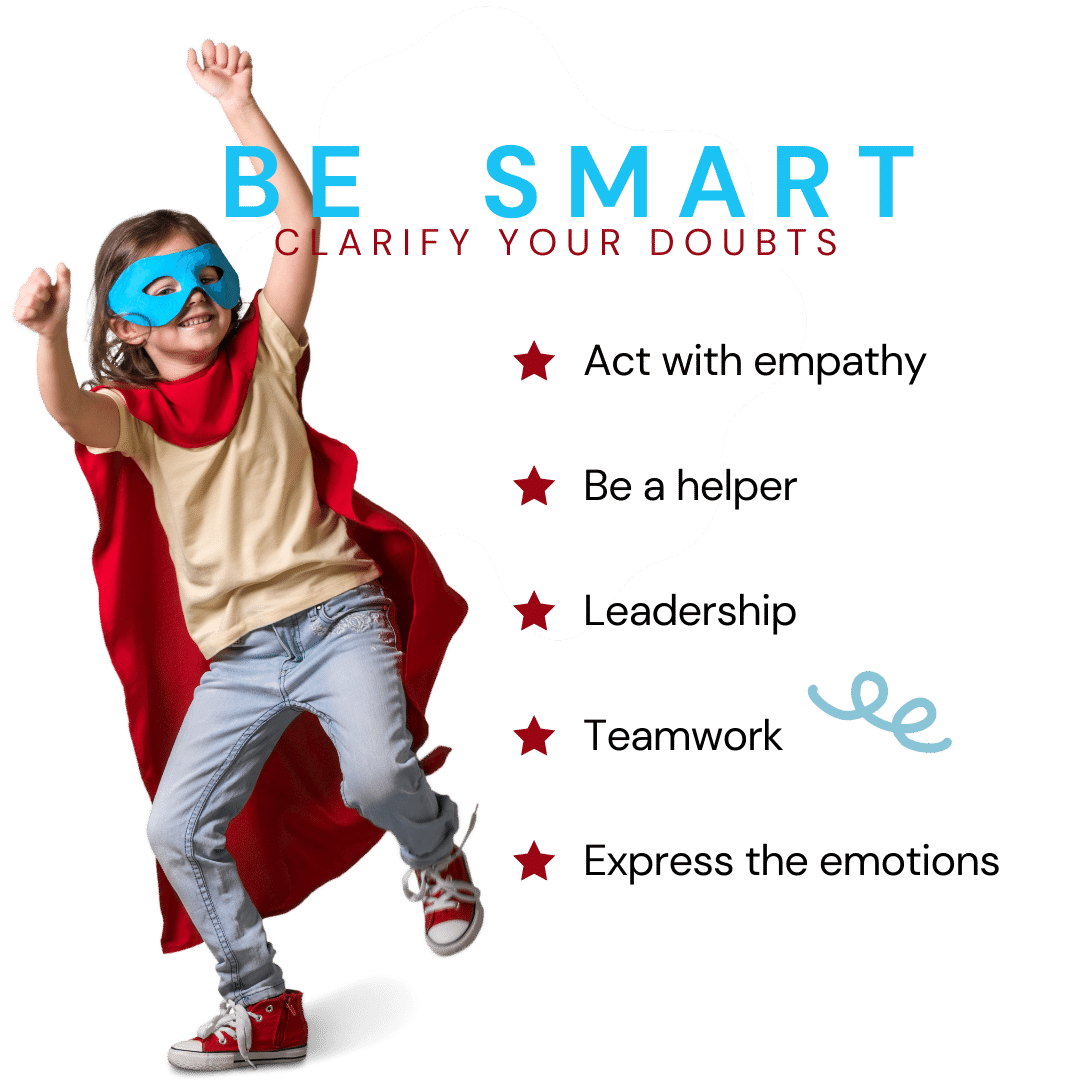 BE SMART
CLARIFY YOUR DOUBTS
Act with empathy
Be a helper
Leadership
Teamwork
Express the emotions